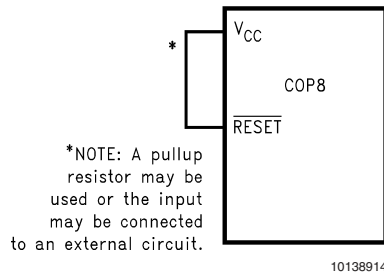 *
V_CC
COP8
RESET
*NOTE: A pullup
resistor may be
used or the input
may be connected
to an external circuit.
10138914